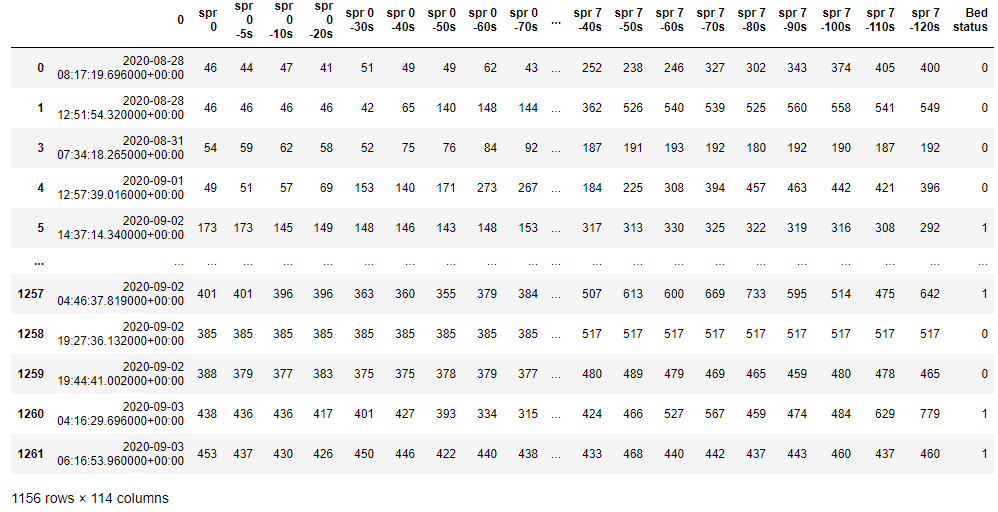 0 spr 0 spr 0 -5s spr 0 -10s spr 0 -20s spr 0 -30s spr 0 -40s spr 0 -50s spr 0 -60s spr 0 -70s ... spr 7 -40s spr 7 -50s spr 7 -60s spr 7 -70s spr 7 -80s spr 7 -90s spr 7 -100s spr 7 -110s spr 7 -120s Bed status
0 2020-08-28 08:17:19.696000+00:00 46 44 47 41 51 49 49 62 43 ... 252 238 246 327 302 343 374 405 400 0
1 2020-08-28 12:51:54.320000+00:00 46 46 46 46 42 65 140 148 144 ... 362 526 540 539 525 560 558 541 549 0
3 2020-08-31 07:34:18.265000+00:00 54 59 62 58 52 75 76 84 92 ... 187 191 193 192 180 192 190 187 192 0
4 2020-09-01 12:57:39.016000+00:00 49 51 57 69 153 140 171 273 267 ... 184 225 308 394 457 463 442 421 396 0
5 2020-09-02 14:37:14.340000+00:00 173 173 145 149 148 146 143 148 153 ... 317 313 330 325 322 319 316 308 292 1
... ... ... ... ... ... ... ... ... ... ... ... ... ... ... ... ... ... ... ... ... ...
1257 2020-09-02 04:46:37.819000+00:00 401 401 396 396 363 360 355 379 384 ... 507 613 600 669 733 595 514 475 642 1
1258 2020-09-02 19:27:36.132000+00:00 385 385 385 385 385 385 385 385 385 ... 517 517 517 517 517 517 517 517 517 0
1259 2020-09-02 19:44:41.002000+00:00 388 379 377 383 375 375 378 379 377 ... 480 489 479 469 465 459 480 478 465 0
1260 2020-09-03 04:16:29.696000+00:00 438 436 436 417 401 427 393 334 315 ... 424 466 527 567 459 474 484 629 779 1
1261 2020-09-03 06:16:53.960000+00:00 453 437 430 426 450 446 422 440 438 ... 433 468 440 442 437 443 460 437 460 1
1156 rows × 114 columns